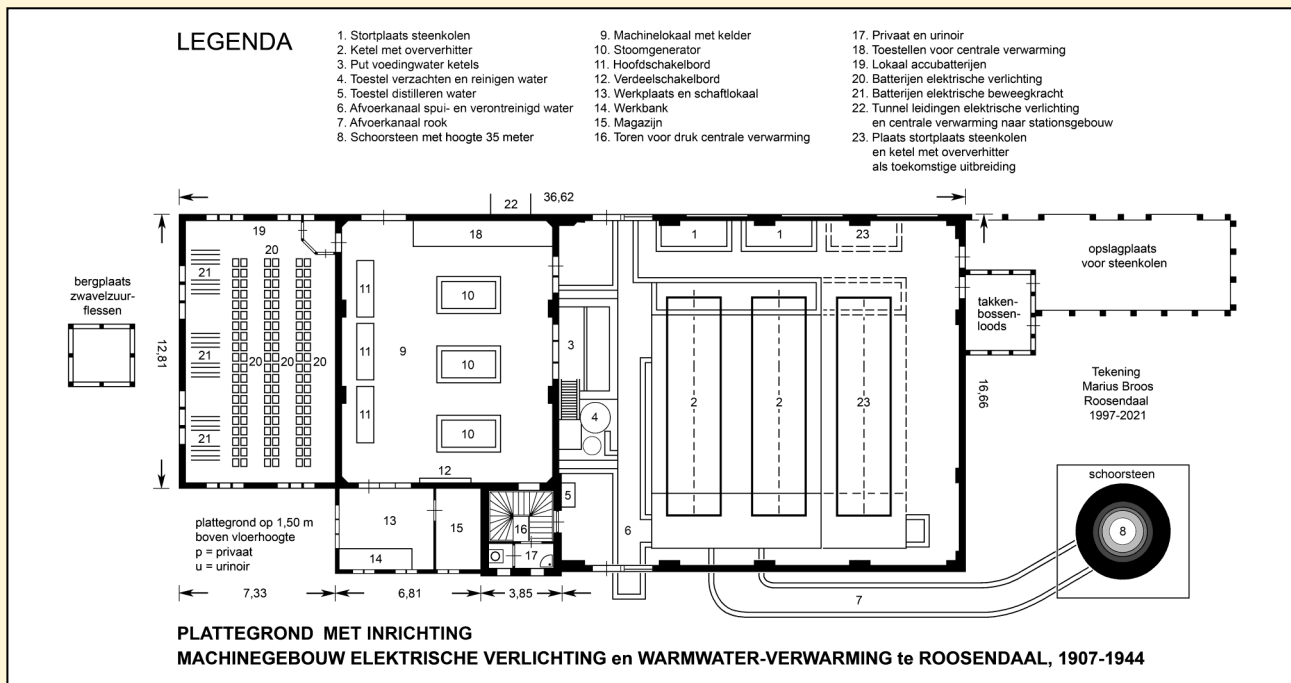 LEGENDA
1. Stortplaats steenkolen
2. Ketel met oververhitter
3. Put voedingwater ketels
4. Toestel verzachten en reinigen water
5. Toestel distilleren water
6. Afvoerkanaal spui- en verontreinigd water
7. Afvoerkanaal rook
8. Schoorsteen met hoogte 35 meter
9. Machinelokaal met kelder
10. Stoomgenerator
11. Hoofdschakelbord
12. Verdeelschakelbord
13. Werkplaats en schaftlokaal
14. Werkbank
15. Magazijn
16. Toren voor druk centrale verwarming
17. Privaat en urinoir
18. Toestellen voor centrale verwarming
19. Lokaal accubatterijen
20. Batterijen elektrische verlichting
21. Batterijen elektrische beweegkracht
22. Tunnel leidingen elektrische verlichting
en centrale verwarming naar stationsgebouw
23. Plaats stortplaats steenkolen
en ketel met oververhitter
als toekomstige uitbreiding
22
36,62
19
18
1
1
23
20
21
11
10
opslagplaats
voor steenkolen
bergplaats
zwavelzuur-
flessen
takken-
bossen-
loods
12,81
21
20
20
20
11
9
10
3
2
2
23
16,66
Tekening
Marius Broos
Roosendaal
1997-2021
21
11
10
4
12
schoorsteen
5
13
15
16
6
8
plattegrond op 1,50 m
boven vloerhoogte
p = privaat
u = urinoir
14
17
7,33
6,81
3,85
7
PLATTEGROND MET INRICHTING
MACHINEGEBOUW ELEKTRISCHE VERLICHTING en WARMWATER-VERWARMING te ROOSENDAAL, 1907-1944